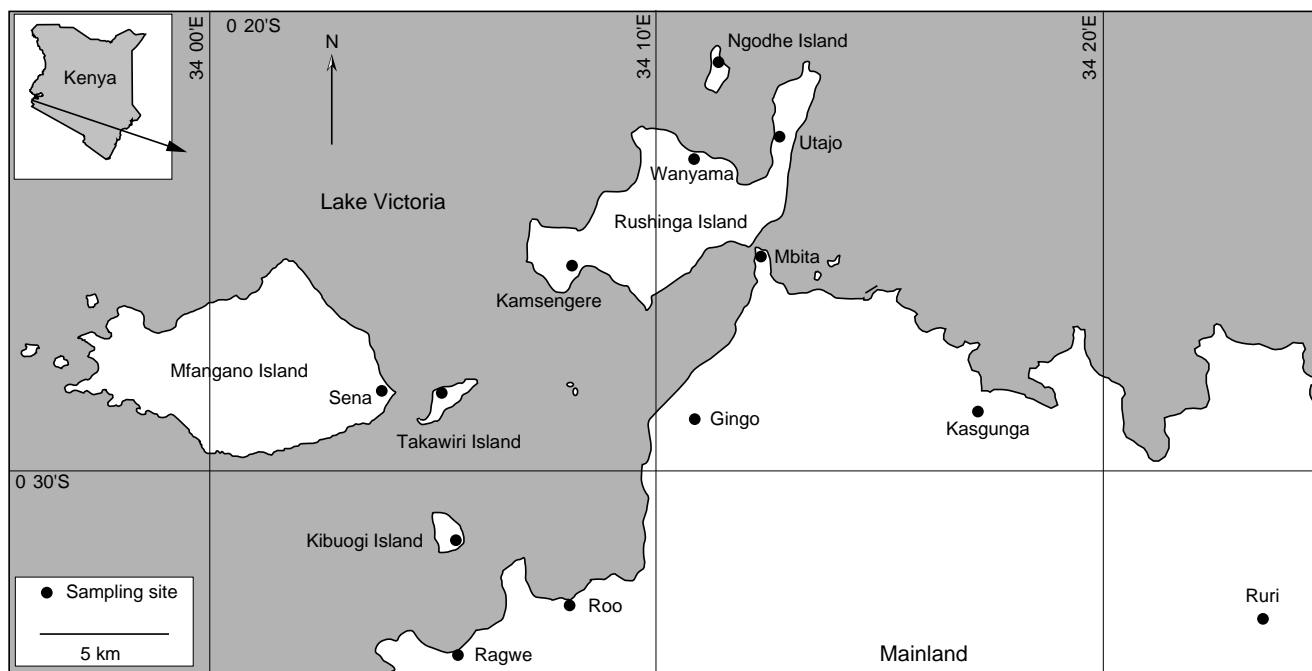 Kenya
34 00'E
0 20'S
N
34 10'E
Ngodhe Island
34 20'E
Utajo
Wanyama
Lake Victoria
Rushinga Island
Mbita
Kamsengere
Mfangano Island
Sena
Takawiri Island
Gingo
Kasgunga
0 30'S
Kibuogi Island
Sampling site
5 km
Roo
Ruri
Ragwe
Mainland